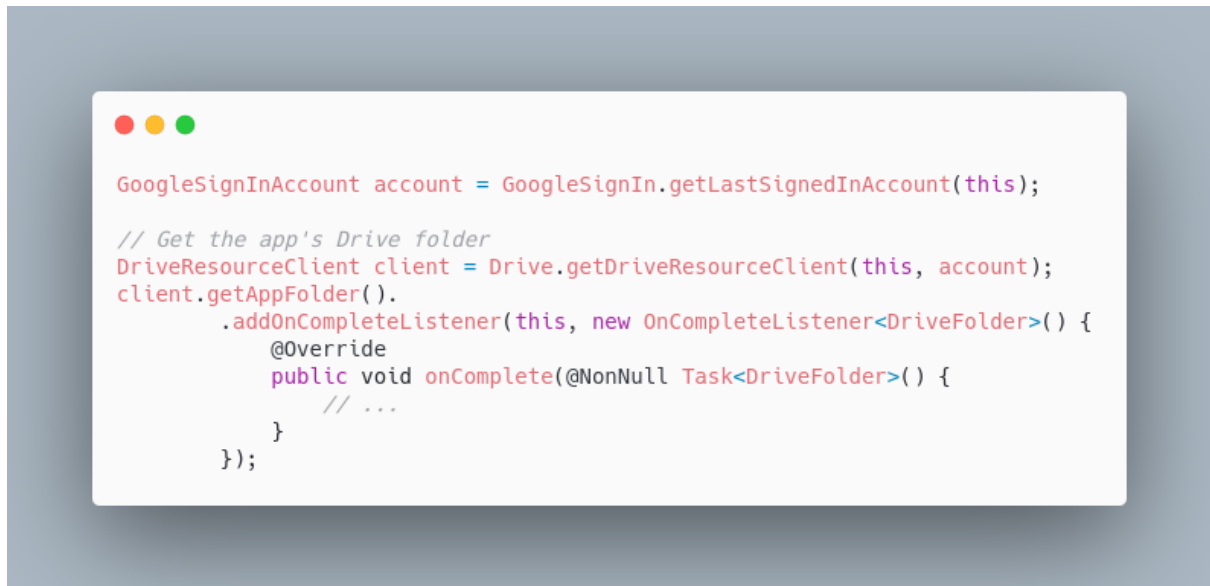 GoogleSignInAccount account = GoogleSignIn.getLastSignedInAccount(this);
// Get the app's Drive folder
DriveResourceClient client = Drive.getDriveResourceClient(this, account);
client.getAppFolder().
.addOnCompleteListener(this, new OnCompleteListener<DriveFolder>() {
@Override
public void onComplete(@NonNull Task<DriveFolder>() {
// ...
}
});